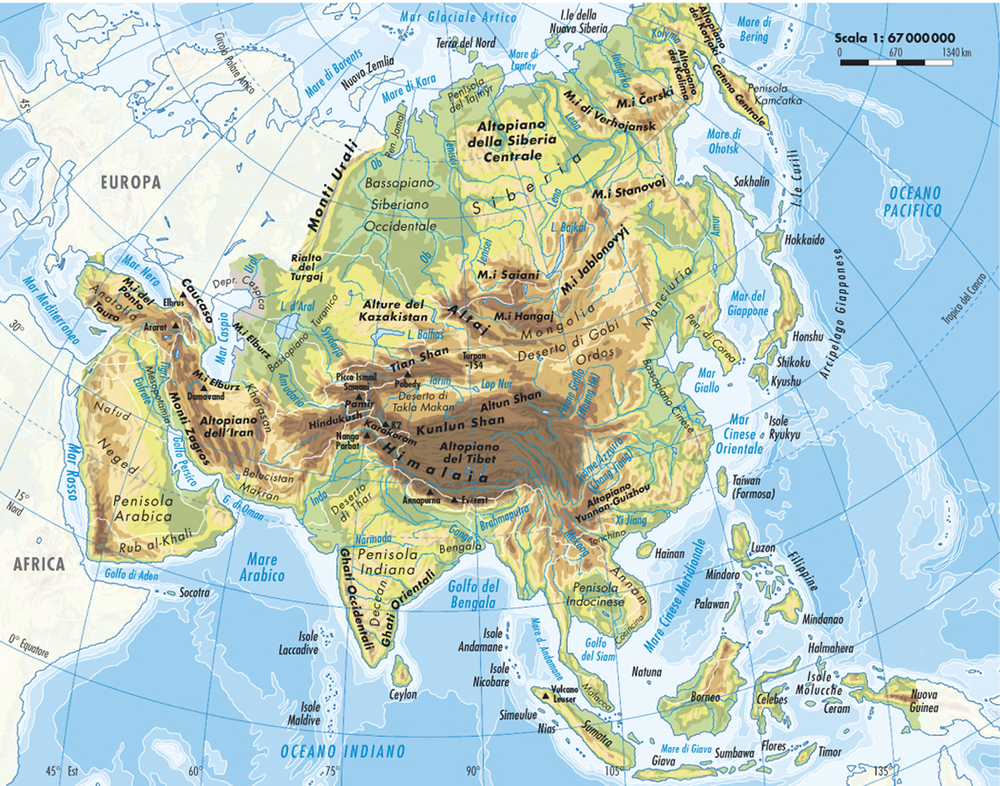 Mar Glaciale Artico
I.le della
Nuova Siberia
Mare di
Bering
Scala 1: 67 000 000
0 670 1340 km
Terra del Nord
Mare di
Laptev
Circolo Polare Artico
Mare di Barents
Nuova Zemlia
Mare di Kara
Penisola
del Tajmyr
Kolyma
Indigirka
Altopiano
dei Korjaki
Altopiano
del Kolima
Catena Centrale
Penisola
Kamčatka
M.i Čerski
M.i di Verhojansk
Lena
45°
Altopiano
della Siberia
Centrale
Pen. Jamal
Ob
Jenisei
Mare di
Ohotsk
I.le Curili
Monti Urali
EUROPA
Bassopiano
Siberiano
Occidentale
Siberia
Lena
M.i Stanovoj
Sakhalin
OCEANO
PACIFICO
L. Bajkal
Amur
Hokkaido
Mar Nero
Ural
Rialto
del
Turgaj
Ob
Jenisei
M.i Saiani
M.i Jablonovyi
Manciuria
Arcipelago Giapponese
Tropico del Cancro
Mar Mediterraneo
M.i del
Ponto
Anatolia
Tauro
Elbrus
Caucaso
Depr. Caspica
L. d'Aral
Turanico
Bassopiano
Alture del
Kazakistan
Altai
M.i Hangaj
Mongolia
Mar del
Giappone
30°
Ararat
Mar Caspio
M.i Elburz
Syrdarja
L. Balhas
Deserto di Gobi
Ordos
Pen di Corea
Honshu
Shikoku
Kyushu
Tigri
Mesopotamia
Eufrate
M.i Elburz
Damavand
Khorasan
Amudarja
Picco Ismail
Samani
Tian Shan
Pobedy
Turpan
-154
Tarim
Lop Nur
Fiume Giallo
(Huang He)
Bassopiano Cinese
Mar
Giallo
Nafud
Neged
Monti Zagros
Altopiano
dell'Iran
Pamir
Hindukush
Deserto di
Takla Makan
Altun Shan
K2
Karakoram
Kunlun Shan
Nanga
Parbat
Altopiano
del Tibet
Himalaia
Mar
Cinese
Orientale
Isole
Ryukyu
Mar Rosso
Golfo Persico
Belucistan
Makran
G. di Oman
Indo
Deserto
di Thar
Annapurna
Everest
Brahmaputra
Fiume Azzurro
(Chang Jiang)
Altopiano
Yunnan-Guizhou
Xi Jiang
Taiwan
(Formosa)
15°
Nord
Penisola
Arabica
Rub al-Khali
Narmada
Gange
Bengala
Mekong
Tonchino
Hainan
Luzon
AFRICA
Golfo di Aden
Socotra
Mare
Arabico
Penisola
Indiana
Ghati Occidentali
Deccan
Ghati Orientali
Golfo del
Bengala
Penisola
Indocinese
Annam
Cocincina
Mare Cinese Meridionale
Mindoro
Filippine
Palawan
Mindanao
0° Equatore
Isole
Laccadive
Isole
Andamane
Mare d. Andamane
Golfo
del Siam
Halmahera
Ceylon
Isole
Nicobare
Natuna
Malacca
Isole
Molucche
Isole
Maldive
Vulcano
Leuser
Simeulue
Nias
Sumatra
Borneo
Celebes
Ceram
Nuova
Guinea
OCEANO INDIANO
Mare di Giava
Giava
Sumbawa
Flores
Timor
45° Est
60°
75°
90°
105°
135°